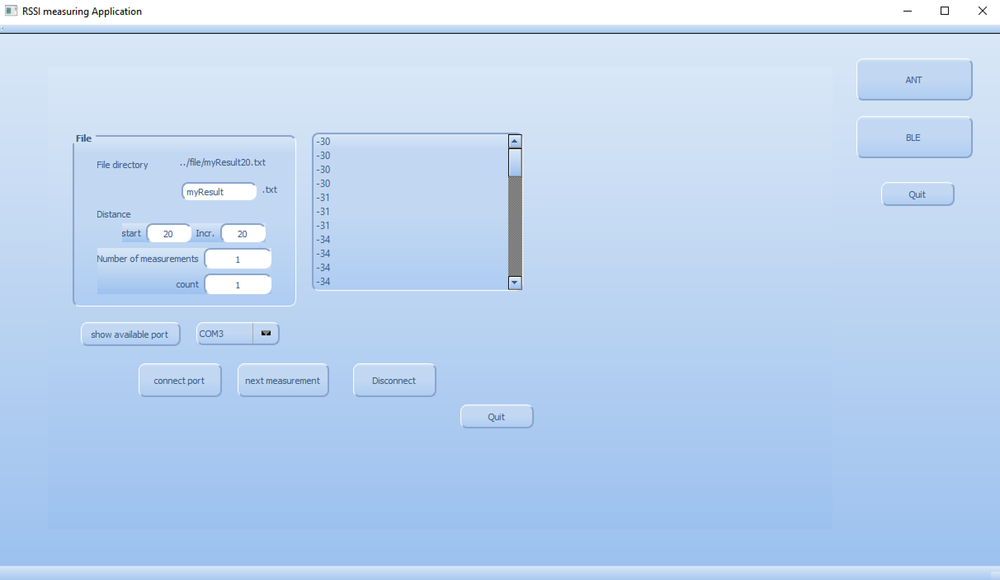 RSSI measuring Application
ANT
BLE
Quit
File
File directory ../file/myResult20.txt
myResult .txt
Distance
start 20 Incr. 20
Number of measurements 1
count 1
-30
-30
-30
-30
-31
-31
-31
-34
-34
-34
-34
show available port COM3
connect port next measurement Disconnect
Quit